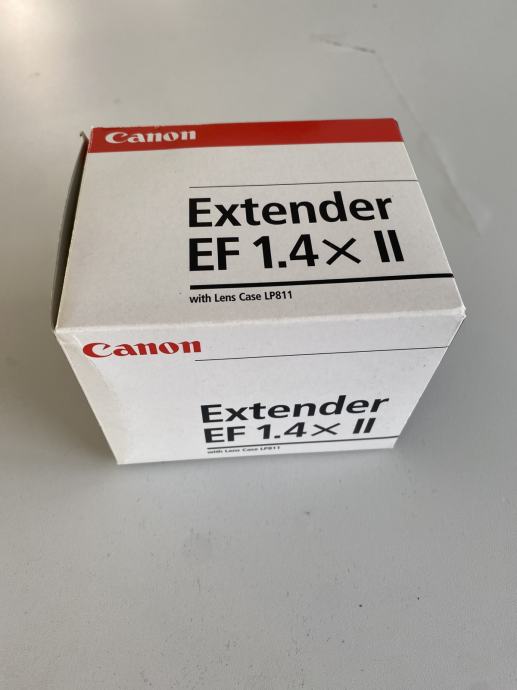 Canon
Extender
EF 1.4× II
with Lens Case LP811
Canon
Extender
EF 1.4× II
with Lens Case LP811